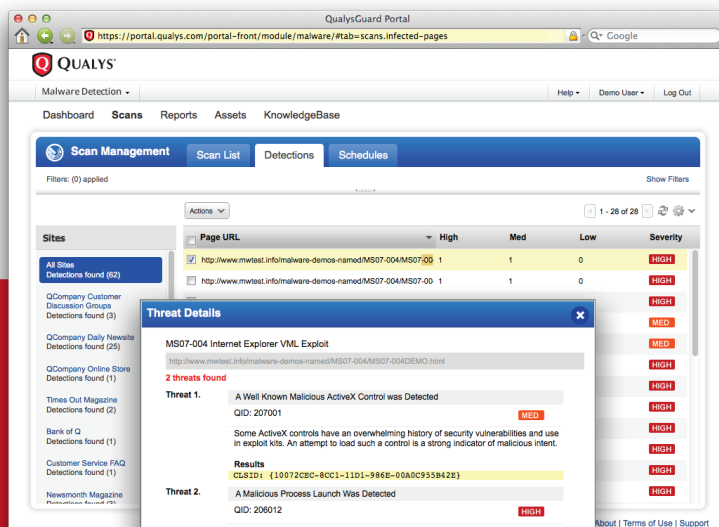 QualysGuard Portal
https://portal.qualys.com/portal-front/module/malware/#tab=scans.infected-pages
Google
QUALYS
Malware Detection
Help
Demo User
Log Out
Dashboard
Scans
Reports
Assets
KnowledgeBase
Scan Management
Scan List
Detections
Schedules
Filters: (0) applied
Show Filters
Actions
1 - 28 of 28
Sites
Page URL
High
Med
Low
Severity
All Sites
Detections found (62)
http://www.mwtest.info/malware-demos-named/MS07-004/MS07-00 1 1 0 HIGH
http://www.mwtest.info/malware-demos-named/MS07-004/MS07-00 1 1 0 HIGH
QCompany Customer
Discussion Groups
Detections found (3)
HIGH
MED
QCompany Daily Newsite
Detections found (25)
MED
QCompany Online Store
Detections found (1)
HIGH
Times Out Magazine
Detections found (2)
HIGH
HIGH
Bank of Q
Detections found (1)
HIGH
Customer Service FAQ
Detections found (1)
HIGH
Newsmonth Magazine
Detections found (3)
HIGH
Threat Details
MS07-004 Internet Explorer VML Exploit
http://www.mwtest.info/malware-demos-named/MS07-004/MS07-004DEMO.html
2 threats found
Threat 1.
A Well Known Malicious ActiveX Control was Detected
QID: 207001
MED
Some ActiveX controls have an overwhelming history of security vulnerabilities and use
in exploit kits. An attempt to load such a control is a strong indicator of malicious intent.
Results
CLSID: {10072CEC-8CC1-11D1-986E-00A0C955B42E}
Threat 2.
A Malicious Process Launch Was Detected
QID: 206012
HIGH
About | Terms of Use | Support